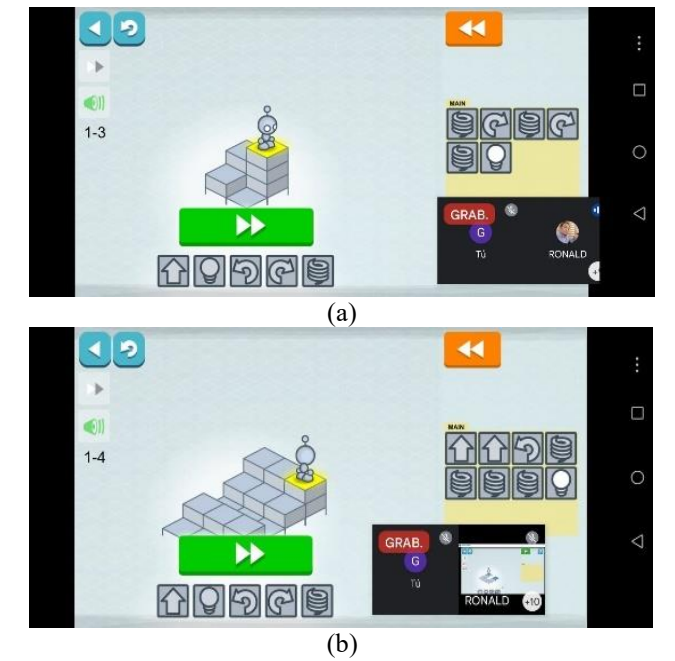 1-3
MAIN
GRAB.
G
Tú
RONALD
(a)
1-4
MAIN
GRAB.
G
Tú
RONALD
+10
(b)